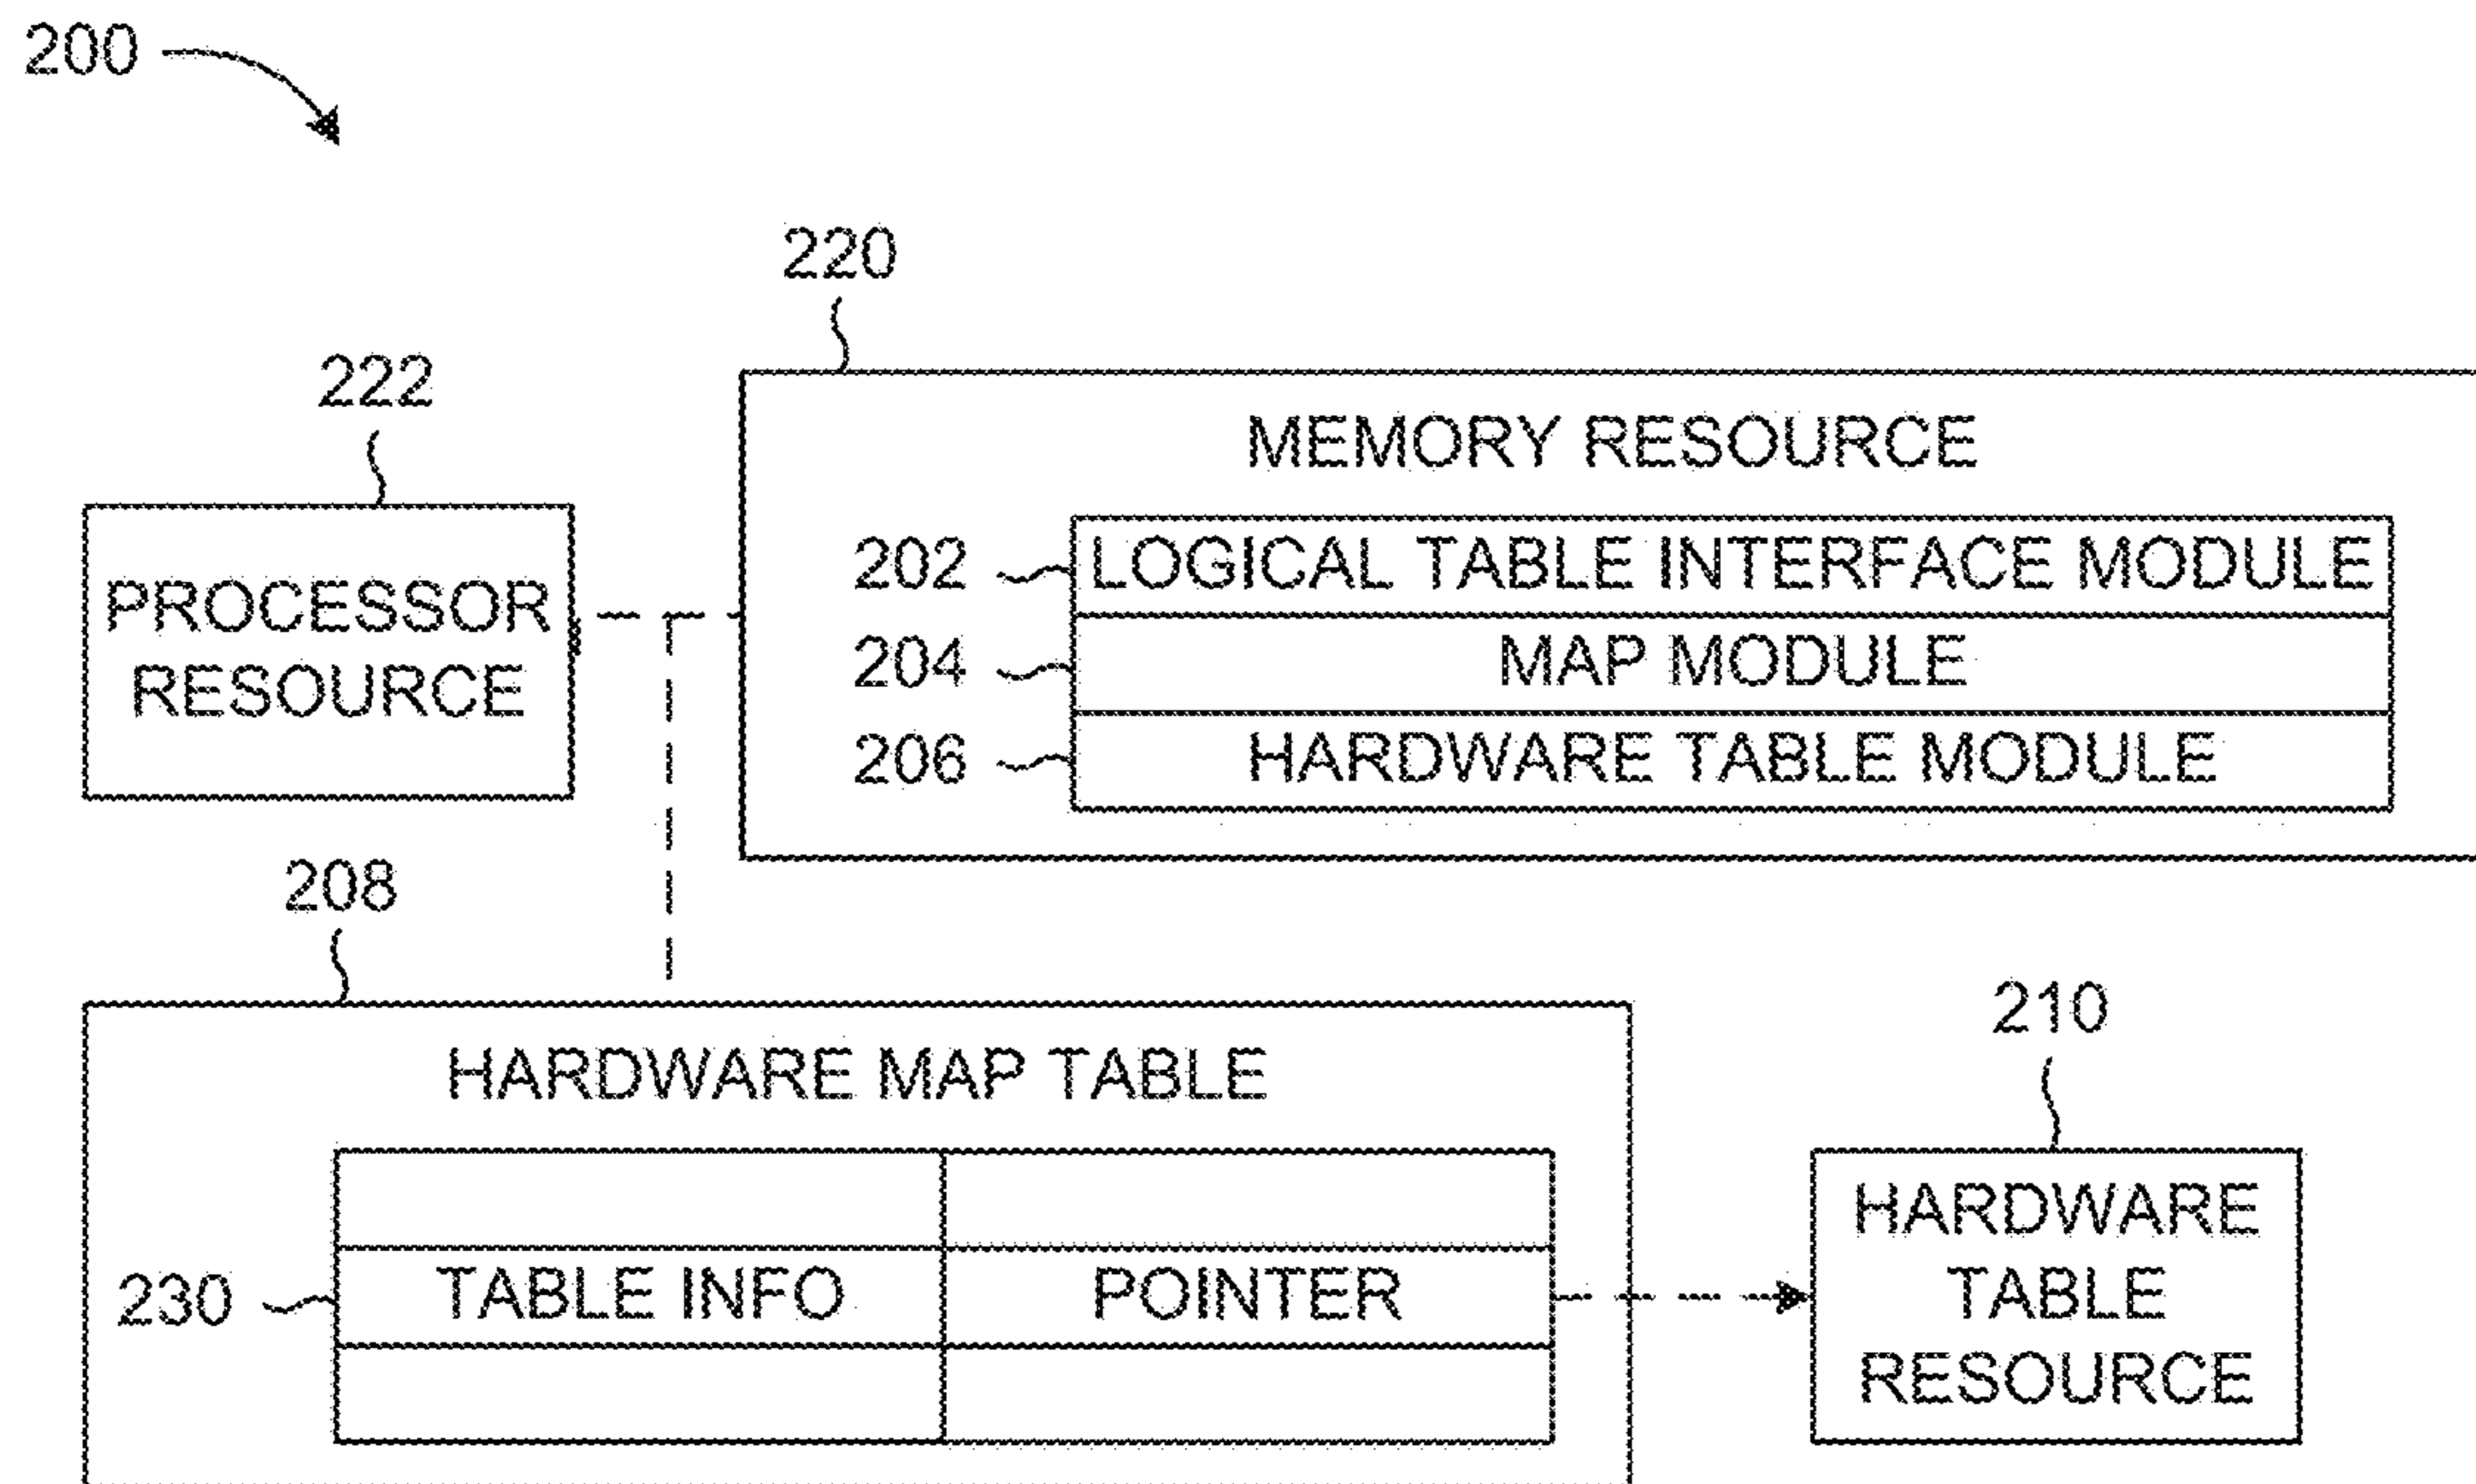 200
220
222
MEMORY RESOURCE
202 LOGICAL TABLE INTERFACE MODULE
PROCESSOR
RESOURCE
204 MAP MODULE
206 HARDWARE TABLE MODULE
208
210
HARDWARE MAP TABLE
230 TABLE INFO POINTER
HARDWARE
TABLE
RESOURCE